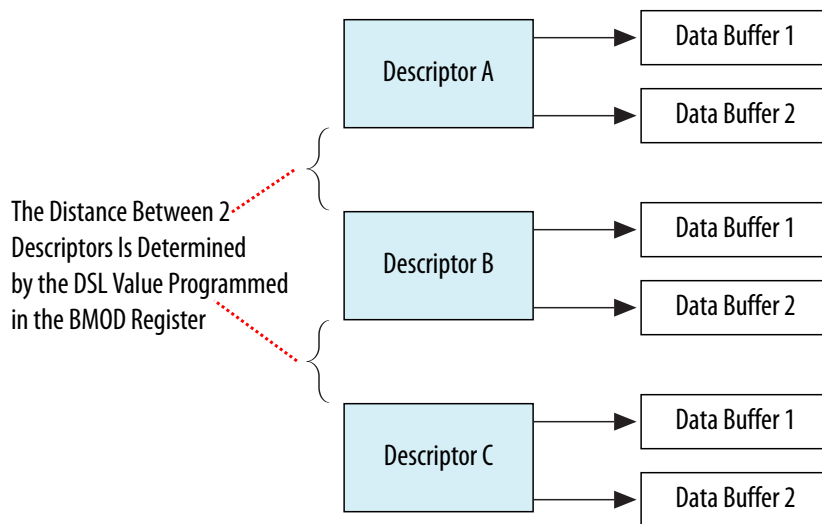 Descriptor A
Data Buffer 1
Data Buffer 2
The Distance Between 2
Descriptors Is Determined
by the DSL Value Programmed
in the BMOD Register
Descriptor B
Data Buffer 1
Data Buffer 2
Descriptor C
Data Buffer 1
Data Buffer 2